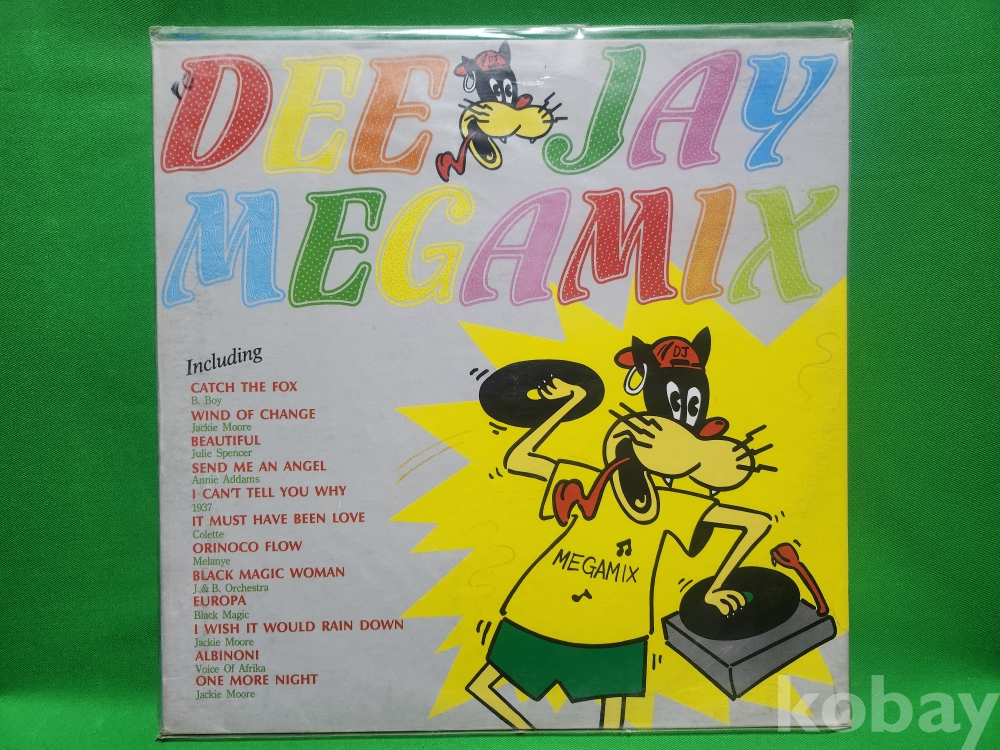 DEE JAY
MEGAMIX
DJ
DJ
MEGAMIX
Including
CATCH THE FOX
B. Boy
WIND OF CHANGE
Jackie Moore
BEAUTIFUL
Julie Spencer
SEND ME AN ANGEL
Annie Addams
I CAN'T TELL YOU WHY
1937
IT MUST HAVE BEEN LOVE
Colette
ORINOCO FLOW
Melanye
BLACK MAGIC WOMAN
J. & B. Orchestra
EUROPA
Black Magic
I WISH IT WOULD RAIN DOWN
Jackie Moore
ALBINONI
Voice Of Afrika
ONE MORE NIGHT
Jackie Moore
kobay